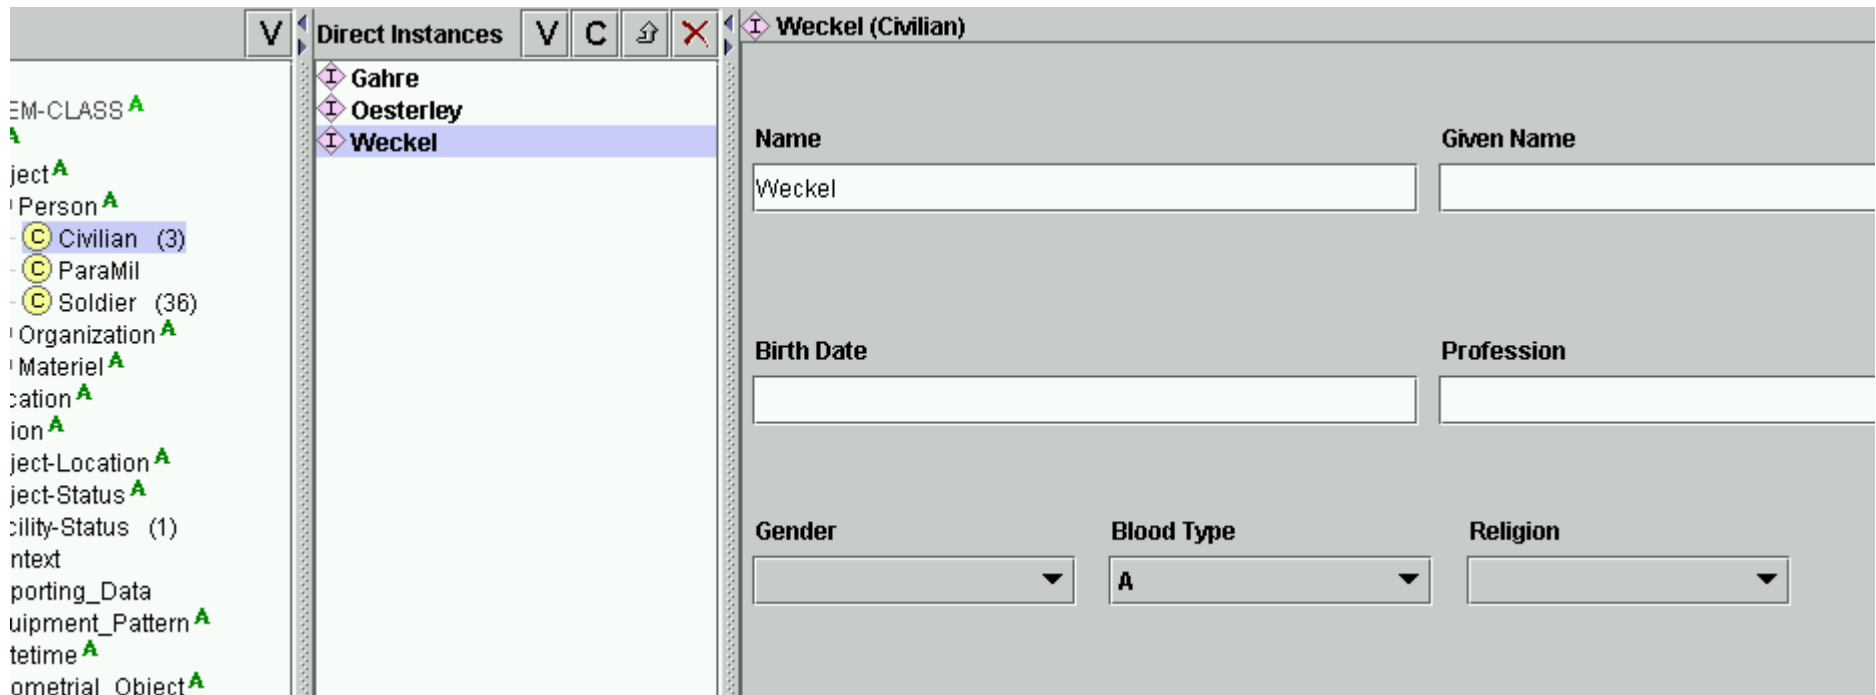 V
EM-CLASS A
A
ject A
Person A
C Civilian (3)
C ParaMil
C Soldier (36)
Organization A
Materiel A
cation A
ion A
ject-Location A
ject-Status A
cility-Status (1)
ntext
porting_Data
uipment_Pattern A
tetime A
ometrial_Object A
Direct Instances V C
I Gahre
I Oesterley
I Weckel
I Weckel (Civilian)
Name Given Name
Weckel
Birth Date Profession
Gender Blood Type Religion
A